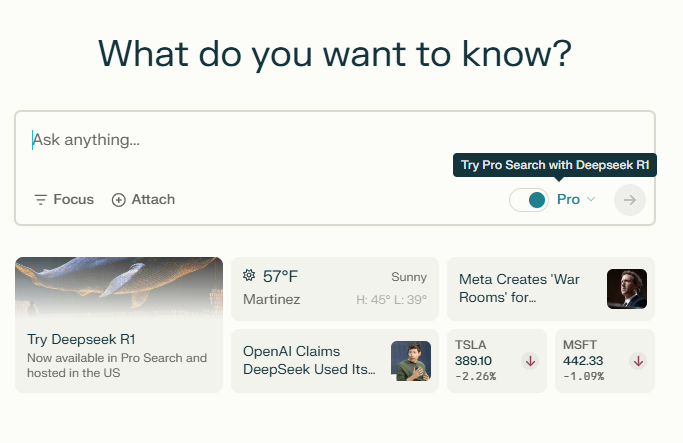 What do you want to know?
Ask anything...
Try Pro Search with Deepseek R1
Focus
Attach
Pro
Try Deepseek R1
Now available in Pro Search and
hosted in the US
57°F
Sunny
Martinez
H: 45° L: 39°
Meta Creates 'War
Rooms' for...
OpenAI Claims
DeepSeek Used Its...
TSLA
389.10
-2.26%
MSFT
442.33
-1.09%